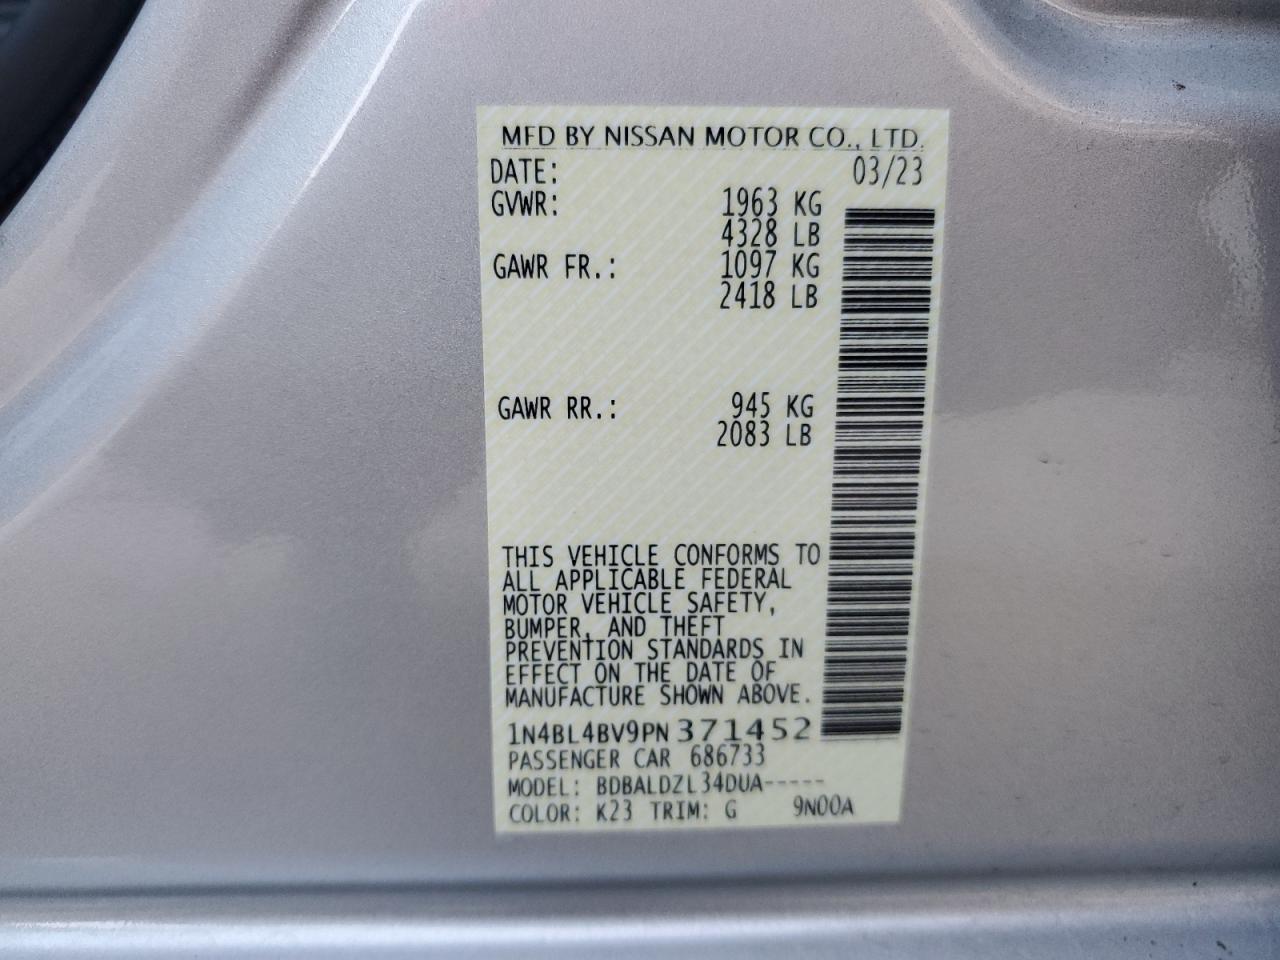 MFD BY NISSAN MOTOR CO., LTD.
DATE: 03/23
GVWR: 1963 KG
4328 LB
GAWR FR.: 1097 KG
2418 LB
GAWR RR.: 945 KG
2083 LB
THIS VEHICLE CONFORMS TO
ALL APPLICABLE FEDERAL
MOTOR VEHICLE SAFETY,
BUMPER, AND THEFT
PREVENTION STANDARDS IN
EFFECT ON THE DATE OF
MANUFACTURE SHOWN ABOVE.
1N4BL4BV9PN371452
PASSENGER CAR 686733
MODEL: BDBALDZL34DUA-----
COLOR: K23 TRIM: G 9N00A